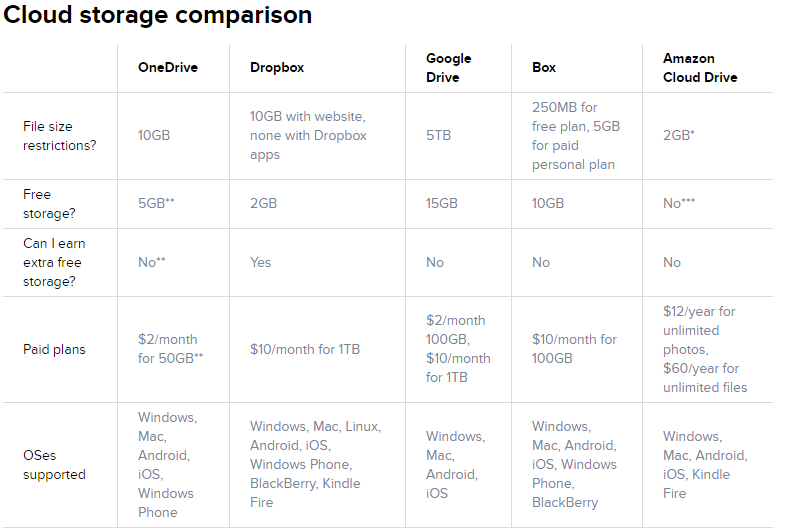 Cloud storage comparison
OneDrive
Dropbox
Google
Drive
Box
Amazon
Cloud Drive
File size
restrictions?
10GB
10GB with website,
none with Dropbox
apps
5TB
250MB for
free plan, 5GB
for paid
personal plan
2GB*
Free
storage?
5GB**
2GB
15GB
10GB
No***
Can I earn
extra free
storage?
No**
Yes
No
No
No
Paid plans
$2/month
for 50GB**
$10/month for 1TB
$2/month
100GB,
$10/month
for 1TB
$10/month for
100GB
$12/year for
unlimited
photos,
$60/year for
unlimited files
OSes
supported
Windows,
Mac,
Android,
iOS,
Windows
Phone
Windows, Mac, Linux,
Android, iOS,
Windows Phone,
BlackBerry, Kindle
Fire
Windows,
Mac,
Android,
iOS
Windows,
Mac, Android,
iOS, Windows
Phone,
BlackBerry
Windows,
Mac, Android,
iOS, Kindle
Fire